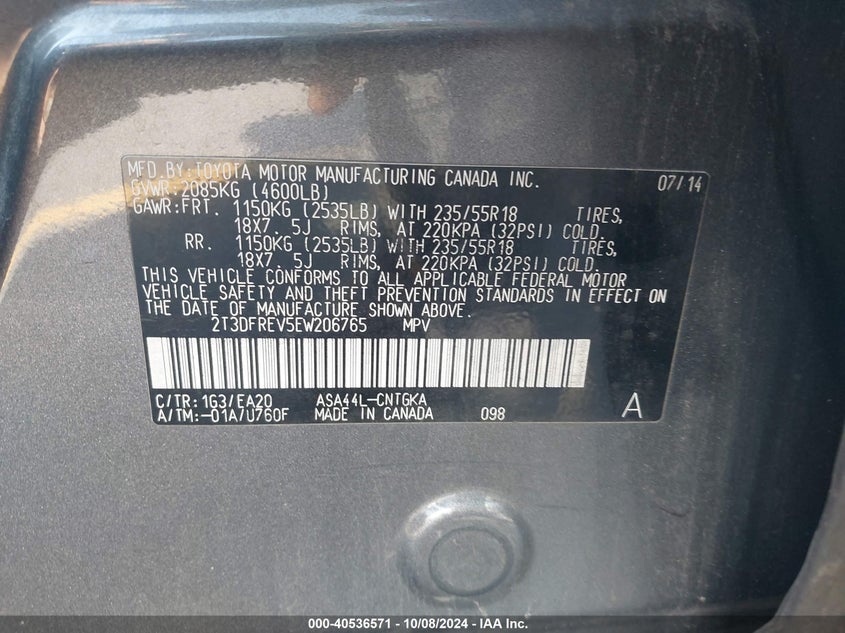 MFD.BY:TOYOTA MOTOR MANUFACTURING CANADA INC. 07/14
GVWR:2085KG (4600LB)
GAWR:FRT. 1150KG (2535LB) WITH 235/55R18 TIRES,
18X7.5J RIMS, AT 220KPA (32PSI) COLD.
RR. 1150KG (2535LB) WITH 235/55R18 TIRES,
18X7.5J RIMS, AT 220KPA (32PSI) COLD.
THIS VEHICLE CONFORMS TO ALL APPLICABLE FEDERAL MOTOR
VEHICLE SAFETY AND THEFT PREVENTION STANDARDS IN EFFECT ON
THE DATE OF MANUFACTURE SHOWN ABOVE.
2T3DFREV5EW206765 MPV
C/TR:1G3/EA20 ASA44L-CNTGKA
A/TM:-01A/U760F MADE IN CANADA 098 A
000-40536571 - 10/08/2024 - IAA Inc.